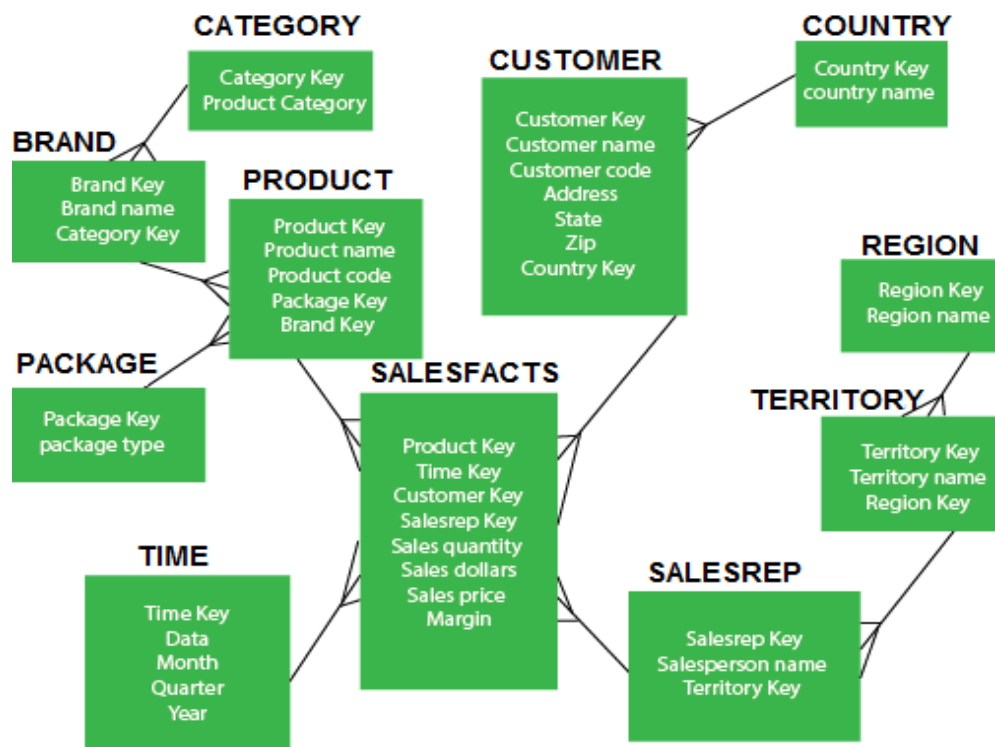 CATEGORY
Category Key
Product Category
BRAND
Brand Key
Brand name
Category Key
PRODUCT
Product Key
Product name
Product code
Package Key
Brand Key
PACKAGE
Package Key
package type
CUSTOMER
Customer Key
Customer name
Customer code
Address
State
Zip
Country Key
COUNTRY
Country Key
country name
REGION
Region Key
Region name
TERRITORY
Territory Key
Territory name
Region Key
SALESFACTS
Product Key
Time Key
Customer Key
Salesrep Key
Sales quantity
Sales dollars
Sales price
Margin
TIME
Time Key
Data
Month
Quarter
Year
SALESREP
Salesrep Key
Salesperson name
Territory Key